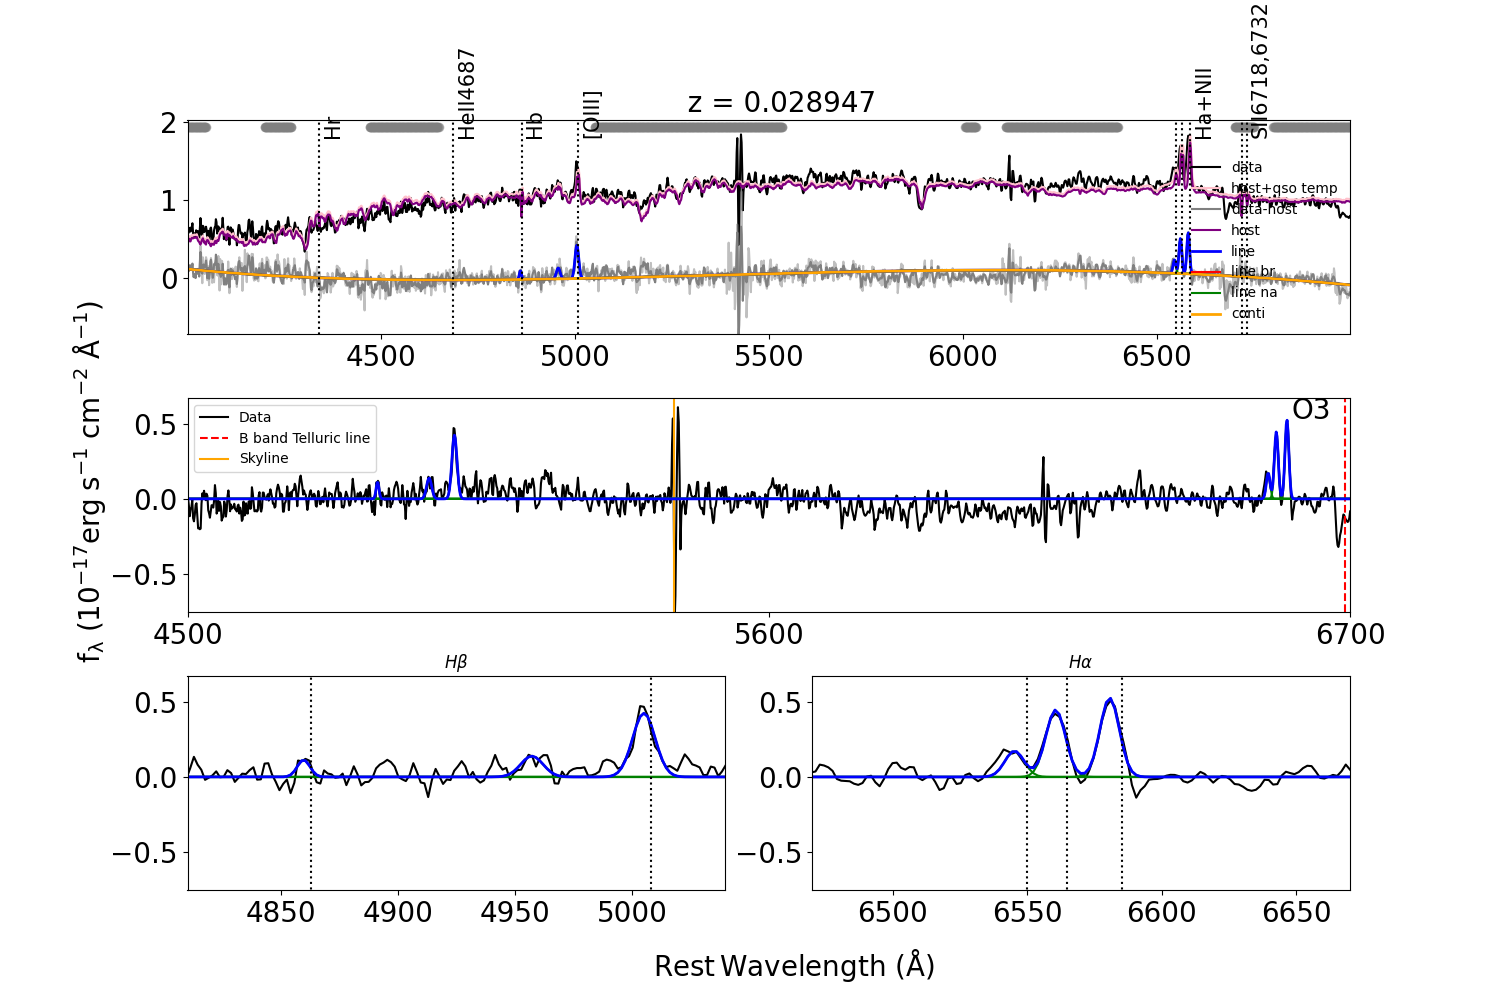 z = 0.028947
Hr
HeII4687
Hb
[OIII]
Ha+NII
SII6718,6732
2
1
0
data
host+qso temp
data-host
host
line
line br
line na
conti
4500
5000
5500
6000
6500
fλ (10⁻¹⁷erg s⁻¹ cm⁻² Å⁻¹)
0.5
0.0
−0.5
Data
B band Telluric line
Skyline
O3
4500
5600
6700
Hβ
0.5
0.0
−0.5
4850
4900
4950
5000
Hα
0.5
0.0
−0.5
6500
6550
6600
6650
Rest Wavelength (Å)